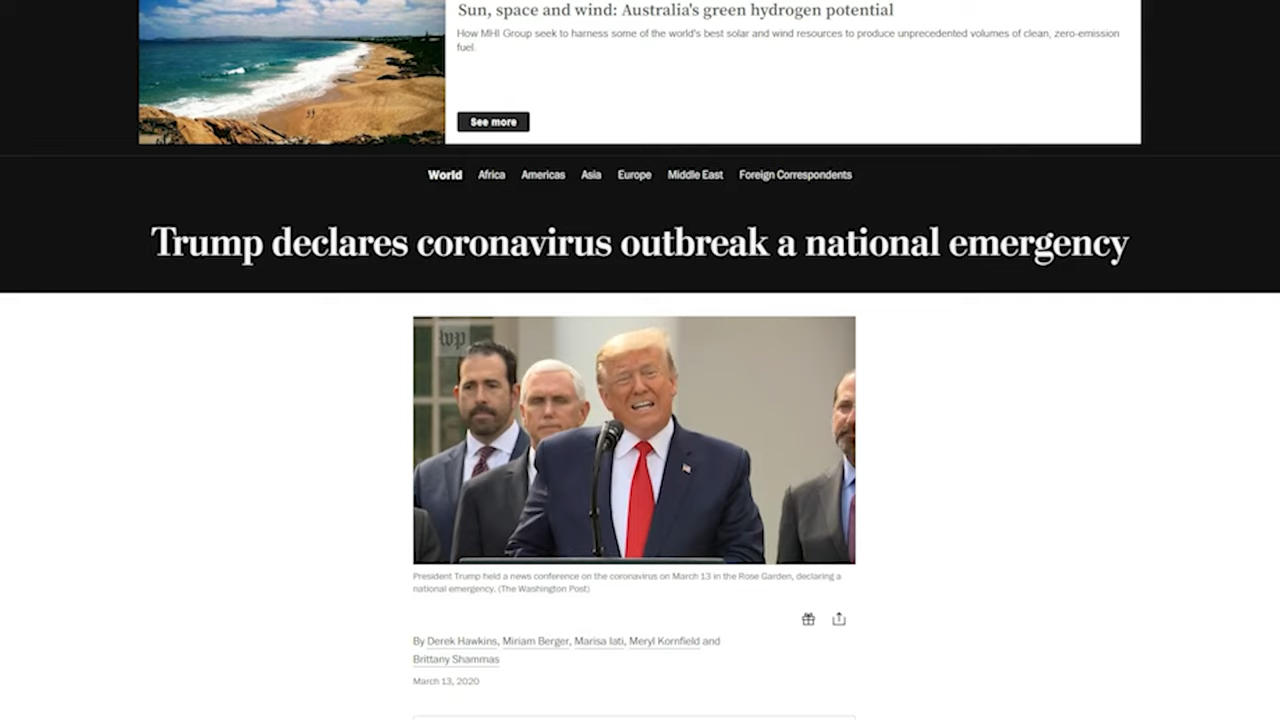 Sun, space and wind: Australia's green hydrogen potential
How MHI Group seek to harness some of the world's best solar and wind resources to produce unprecedented volumes of clean, zero-emission
fuel.
See more
World Africa Americas Asia Europe Middle East Foreign Correspondents
Trump declares coronavirus outbreak a national emergency
wp
President Trump held a news conference on the coronavirus on March 13 in the Rose Garden, declaring a
national emergency. (The Washington Post)
By Derek Hawkins, Miriam Berger, Marisa Iati, Meryl Kornfield and
Brittany Shammas
March 13, 2020